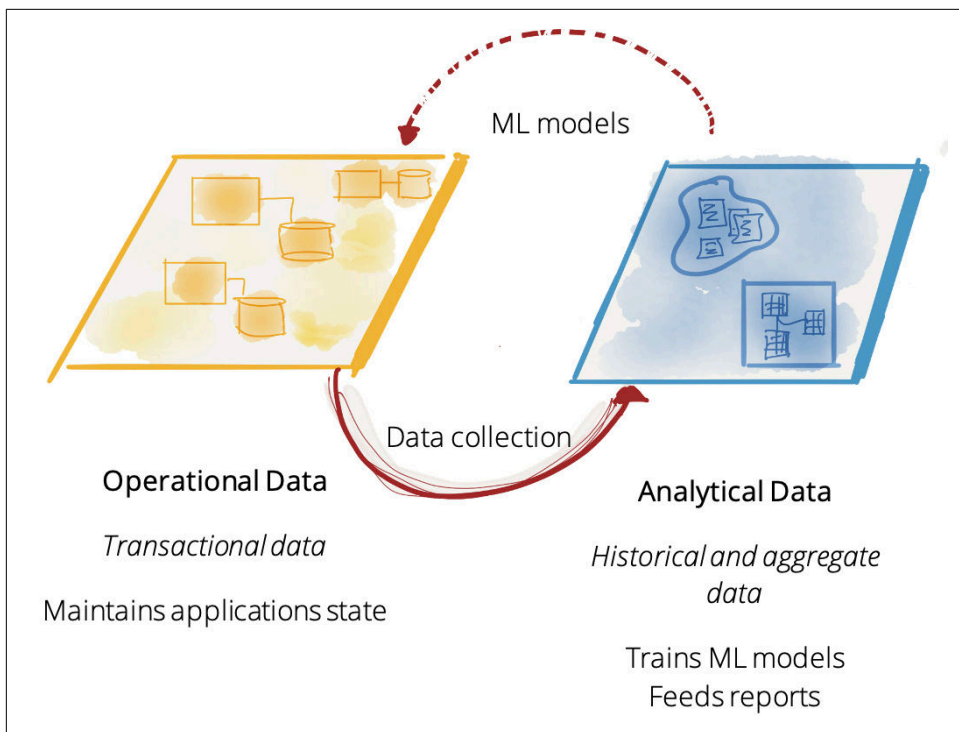 ML models
Data collection
Operational Data
Transactional data
Maintains applications state
Analytical Data
Historical and aggregate
data
Trains ML models
Feeds reports